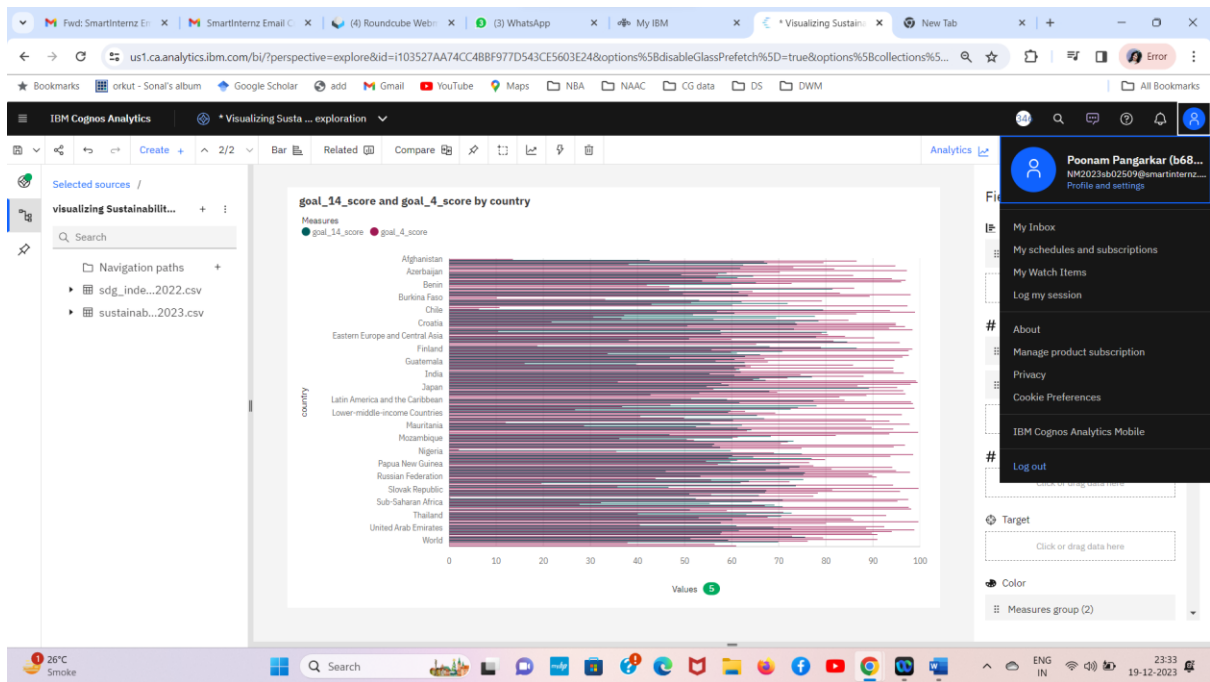 Fwd: SmartInternz En
SmartInternz Email C
(4) Roundcube Webm
(3) WhatsApp
My IBM
* Visualizing Sustaina
New Tab
us1.ca.analytics.ibm.com/bi/?perspective=explore&id=i103527AA74CC4BBF977D543CE5603E24&options%5BdisableGlassPrefetch%5D=true&options%5Bcollections%5...
Error
Bookmarks
orkut - Sonal's album
Google Scholar
add
Gmail
YouTube
Maps
NBA
NAAC
CG data
DS
DWM
All Bookmarks
IBM Cognos Analytics
* Visualizing Susta ... exploration
Create +
2/2
Bar
Related
Compare
Analytics
Selected sources /
visualizing Sustainabilit...
Search
Navigation paths
sdg_inde...2022.csv
sustainab...2023.csv
goal_14_score and goal_4_score by country
Measures
goal_14_score
goal_4_score
country
Afghanistan
Azerbaijan
Benin
Burkina Faso
Chile
Croatia
Eastern Europe and Central Asia
Finland
Guatemala
India
Japan
Latin America and the Caribbean
Lower-middle-income Countries
Mauritania
Mozambique
Nigeria
Papua New Guinea
Russian Federation
Slovak Republic
Sub-Saharan Africa
Thailand
United Arab Emirates
World
0 10 20 30 40 50 60 70 80 90 100
Values 5
Poonam Pangarkar (b68...
NM2023sb02509@smartinternz....
Profile and settings
My Inbox
My schedules and subscriptions
My Watch Items
Log my session
About
Manage product subscription
Privacy
Cookie Preferences
IBM Cognos Analytics Mobile
Log out
Click or drag data here
Target
Click or drag data here
Color
Measures group (2)
1
26°C
Smoke
Search
ENG
IN
23:33
19-12-2023